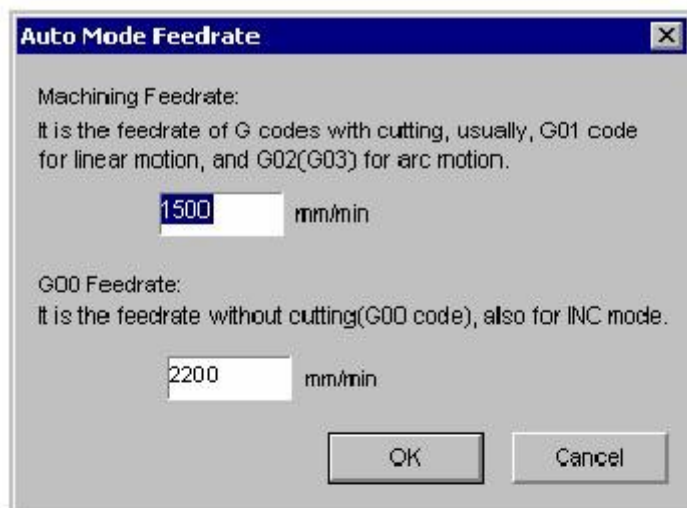 Auto Mode Feedrate
Machining Feedrate:
It is the feedrate of G codes with cutting, usually, G01 code
for linear motion, and G02(G03) for arc motion.
1500 mm/min
G00 Feedrate:
It is the feedrate without cutting(G00 code), also for INC mode.
2200 mm/min
OK Cancel